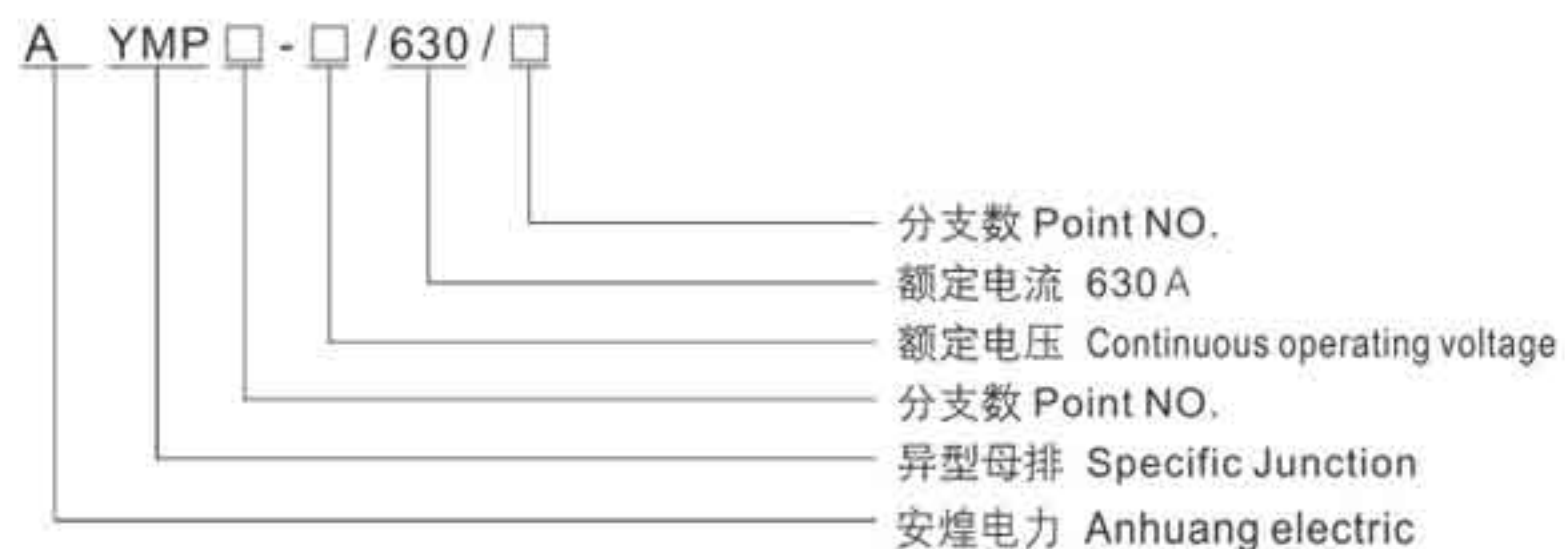 A YMP □ - □ / 630 / □
分支数 Point NO.
额定电流 630A
额定电压 Continuous operating voltage
分支数 Point NO.
异型母排 Specific Junction
安煌电力 Anhuang electric